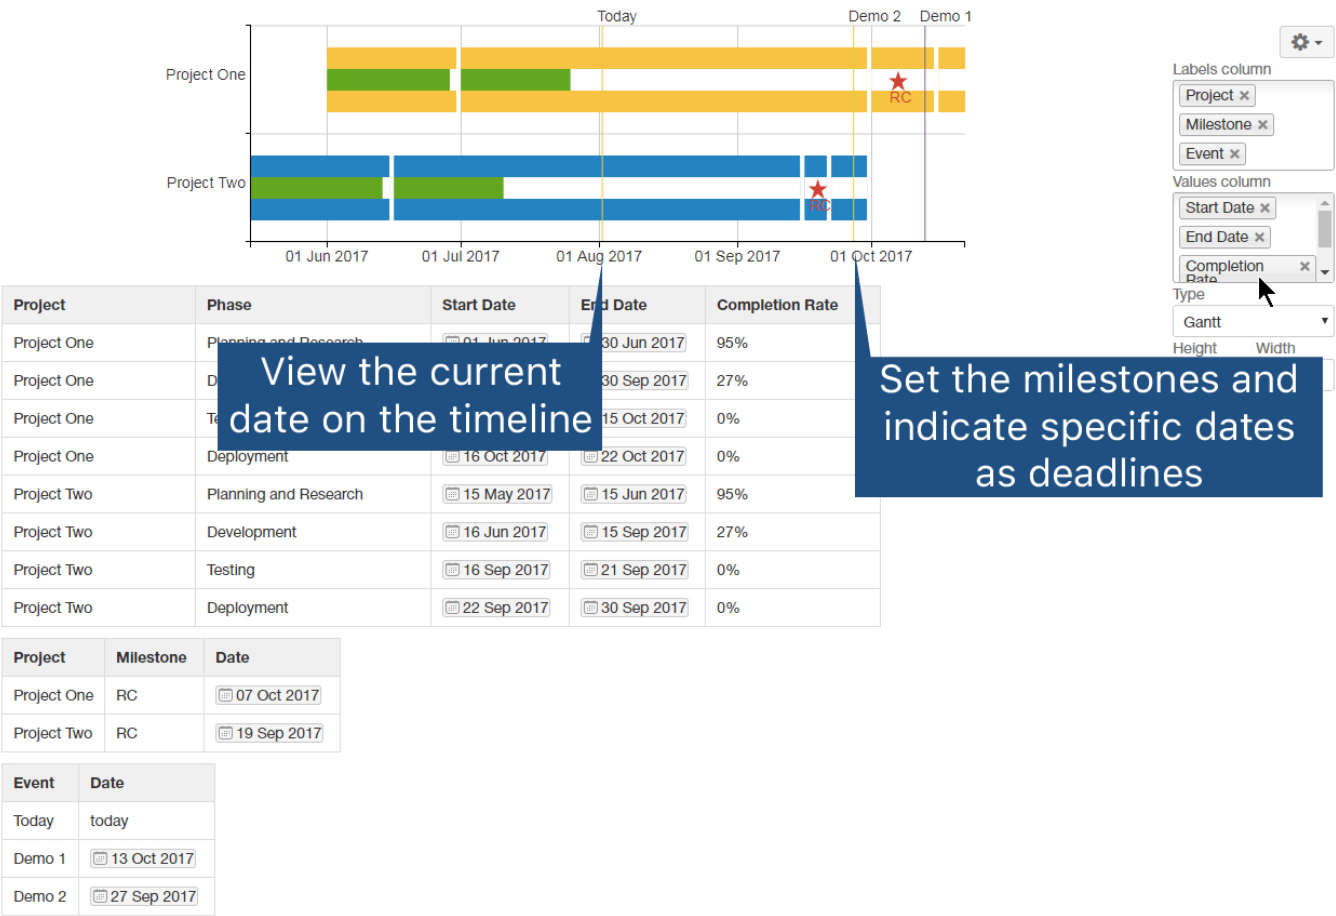 Today
Demo 2 Demo 1
Project One
RC
Project Two
RC
01 Jun 2017 01 Jul 2017 01 Aug 2017 01 Sep 2017 01 Oct 2017
Labels column
Project ×
Milestone ×
Event ×
Values column
Start Date ×
End Date ×
Completion ×
Rate
Type
Gantt
Height Width
Project Phase Start Date End Date Completion Rate
Project One Planning and Research 01 Jun 2017 30 Jun 2017 95%
Project One 30 Sep 2017 27%
Project One 15 Oct 2017 0%
Project One Deployment 16 Oct 2017 22 Oct 2017 0%
Project Two Planning and Research 15 May 2017 15 Jun 2017 95%
Project Two Development 16 Jun 2017 15 Sep 2017 27%
Project Two Testing 16 Sep 2017 21 Sep 2017 0%
Project Two Deployment 22 Sep 2017 30 Sep 2017 0%
View the current
date on the timeline
Set the milestones and
indicate specific dates
as deadlines
Project Milestone Date
Project One RC 07 Oct 2017
Project Two RC 19 Sep 2017
Event Date
Today today
Demo 1 13 Oct 2017
Demo 2 27 Sep 2017